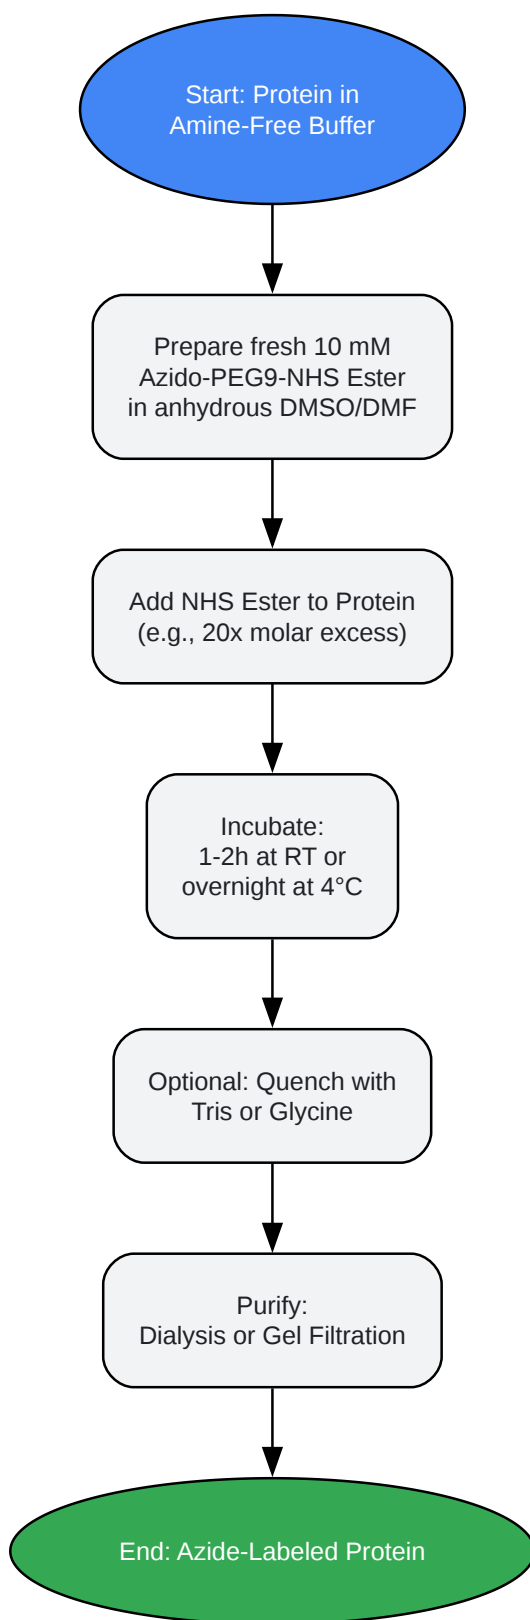 Start: Protein in
Amine-Free Buffer
Prepare fresh 10 mM
Azido-PEG9-NHS Ester
in anhydrous DMSO/DMF
Add NHS Ester to Protein
(e.g., 20x molar excess)
Incubate:
1-2h at RT or
overnight at 4°C
Optional: Quench with
Tris or Glycine
Purify:
Dialysis or Gel Filtration
End: Azide-Labeled Protein